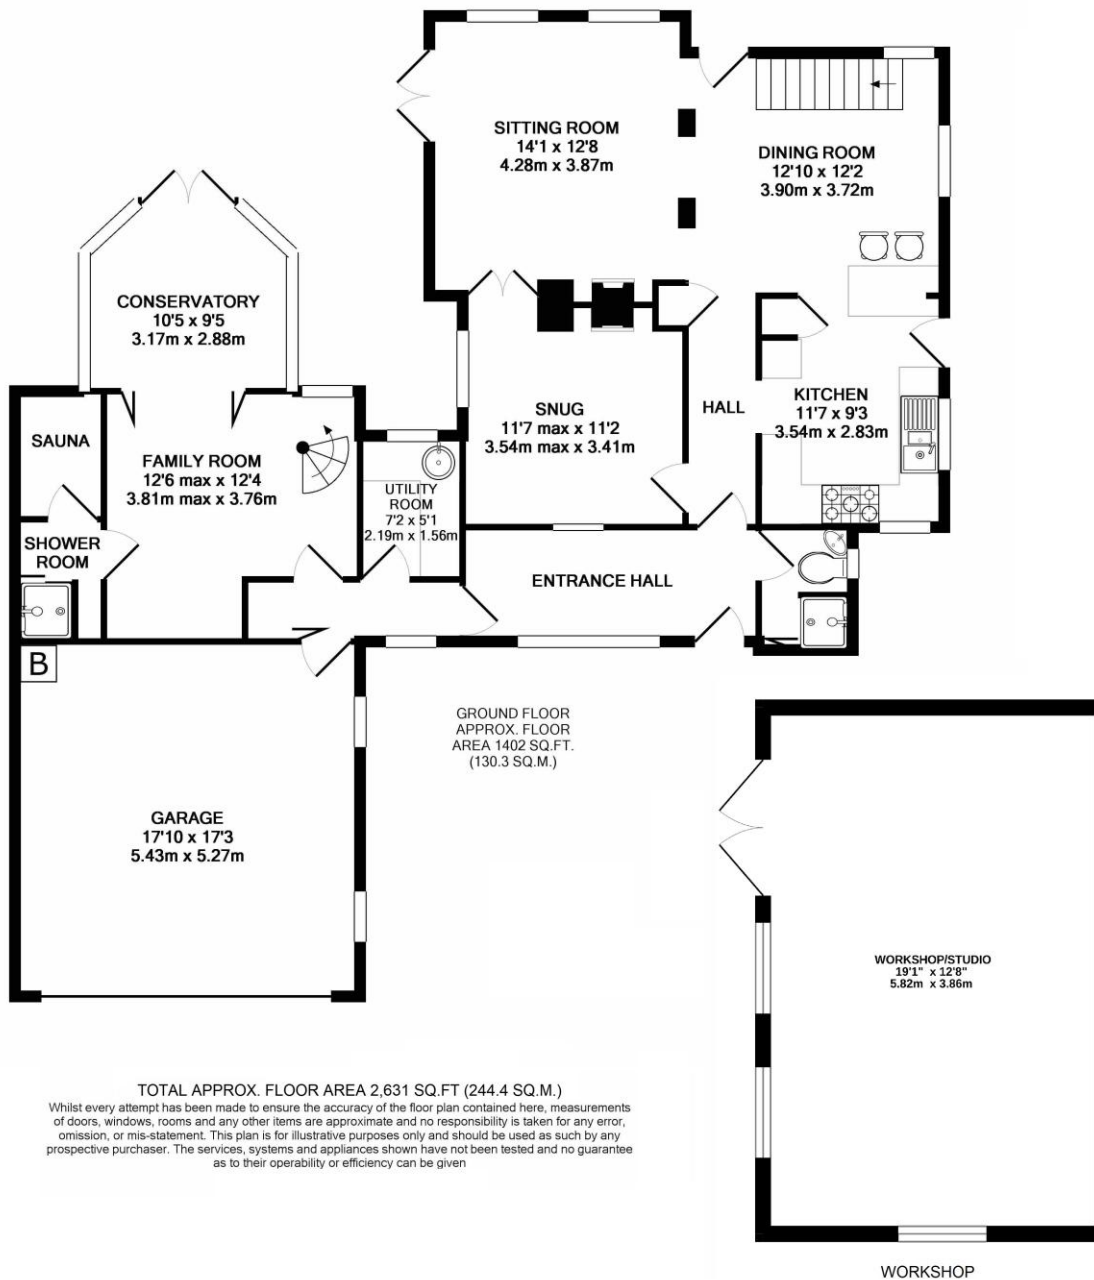 SITTING ROOM
14'1 x 12'8
4.28m x 3.87m
DINING ROOM
12'10 x 12'2
3.90m x 3.72m
CONSERVATORY
10'5 x 9'5
3.17m x 2.88m
SNUG
11'7 max x 11'2
3.54m max x 3.41m
HALL
KITCHEN
11'7 x 9'3
3.54m x 2.83m
SAUNA
FAMILY ROOM
12'6 max x 12'4
3.81m max x 3.76m
UTILITY
ROOM
7'2 x 5'1
2.19m x 1.56m
SHOWER
ROOM
ENTRANCE HALL
B
GROUND FLOOR
APPROX. FLOOR
AREA 1402 SQ.FT.
(130.3 SQ.M.)
GARAGE
17'10 x 17'3
5.43m x 5.27m
WORKSHOP/STUDIO
19'1" x 12'8"
5.82m x 3.86m
TOTAL APPROX. FLOOR AREA 2,631 SQ.FT (244.4 SQ.M.)
Whilst every attempt has been made to ensure the accuracy of the floor plan contained here, measurements
of doors, windows, rooms and any other items are approximate and no responsibility is taken for any error,
omission, or mis-statement. This plan is for illustrative purposes only and should be used as such by any
prospective purchaser. The services, systems and appliances shown have not been tested and no guarantee
as to their operability or efficiency can be given
WORKSHOP